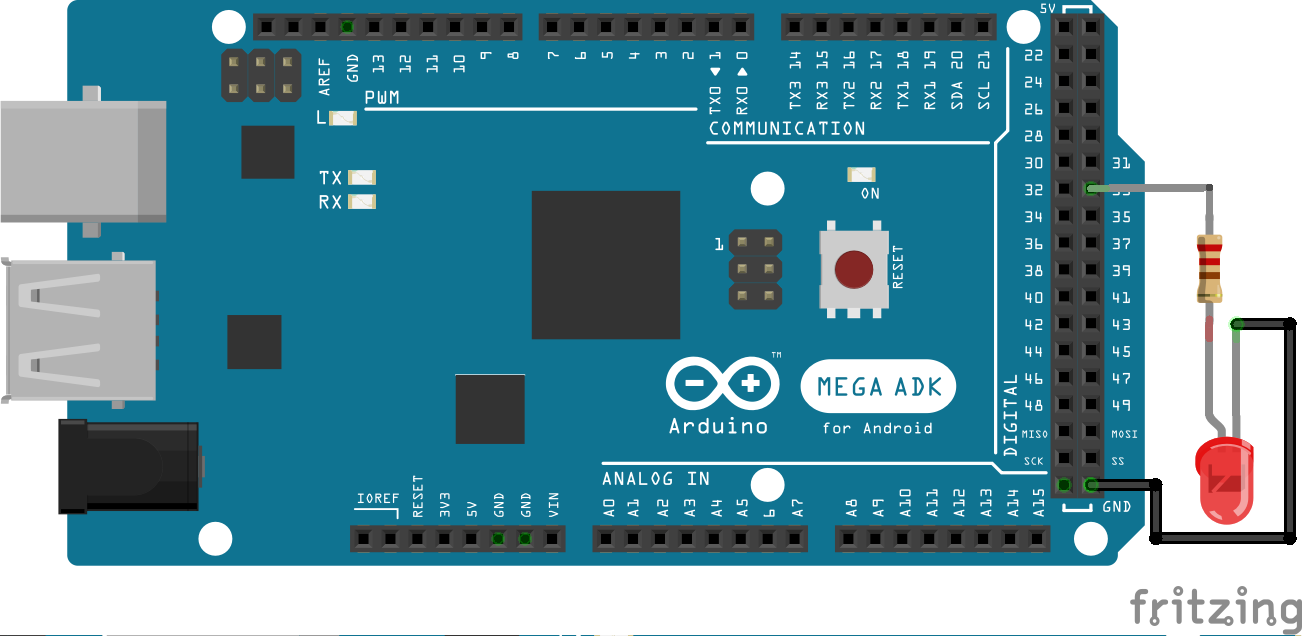 5V
AREF
GND
13
12
11
10
9
8
7
6
5
4
3
2
TX0 1
RX0 0
TX3 14
RX3 15
TX2 16
RX2 17
TX1 18
RX1 19
SDA 20
SCL 21
PWM
L
COMMUNICATION
TX
RX
ON
1
RESET
22
24
26
28
30 31
32 33
34 35
36 37
38 39
40 41
42 43
44 45
46 47
48 49
MISO MOSI
SCK SS
GND
DIGITAL
TM
Arduino
MEGA ADK
for Android
ANALOG IN
IOREF
RESET
3V3
5V
GND
GND
VIN
A0
A1
A2
A3
A4
A5
6
A7
A8
A9
A10
A11
A12
A13
A14
A15
fritzing